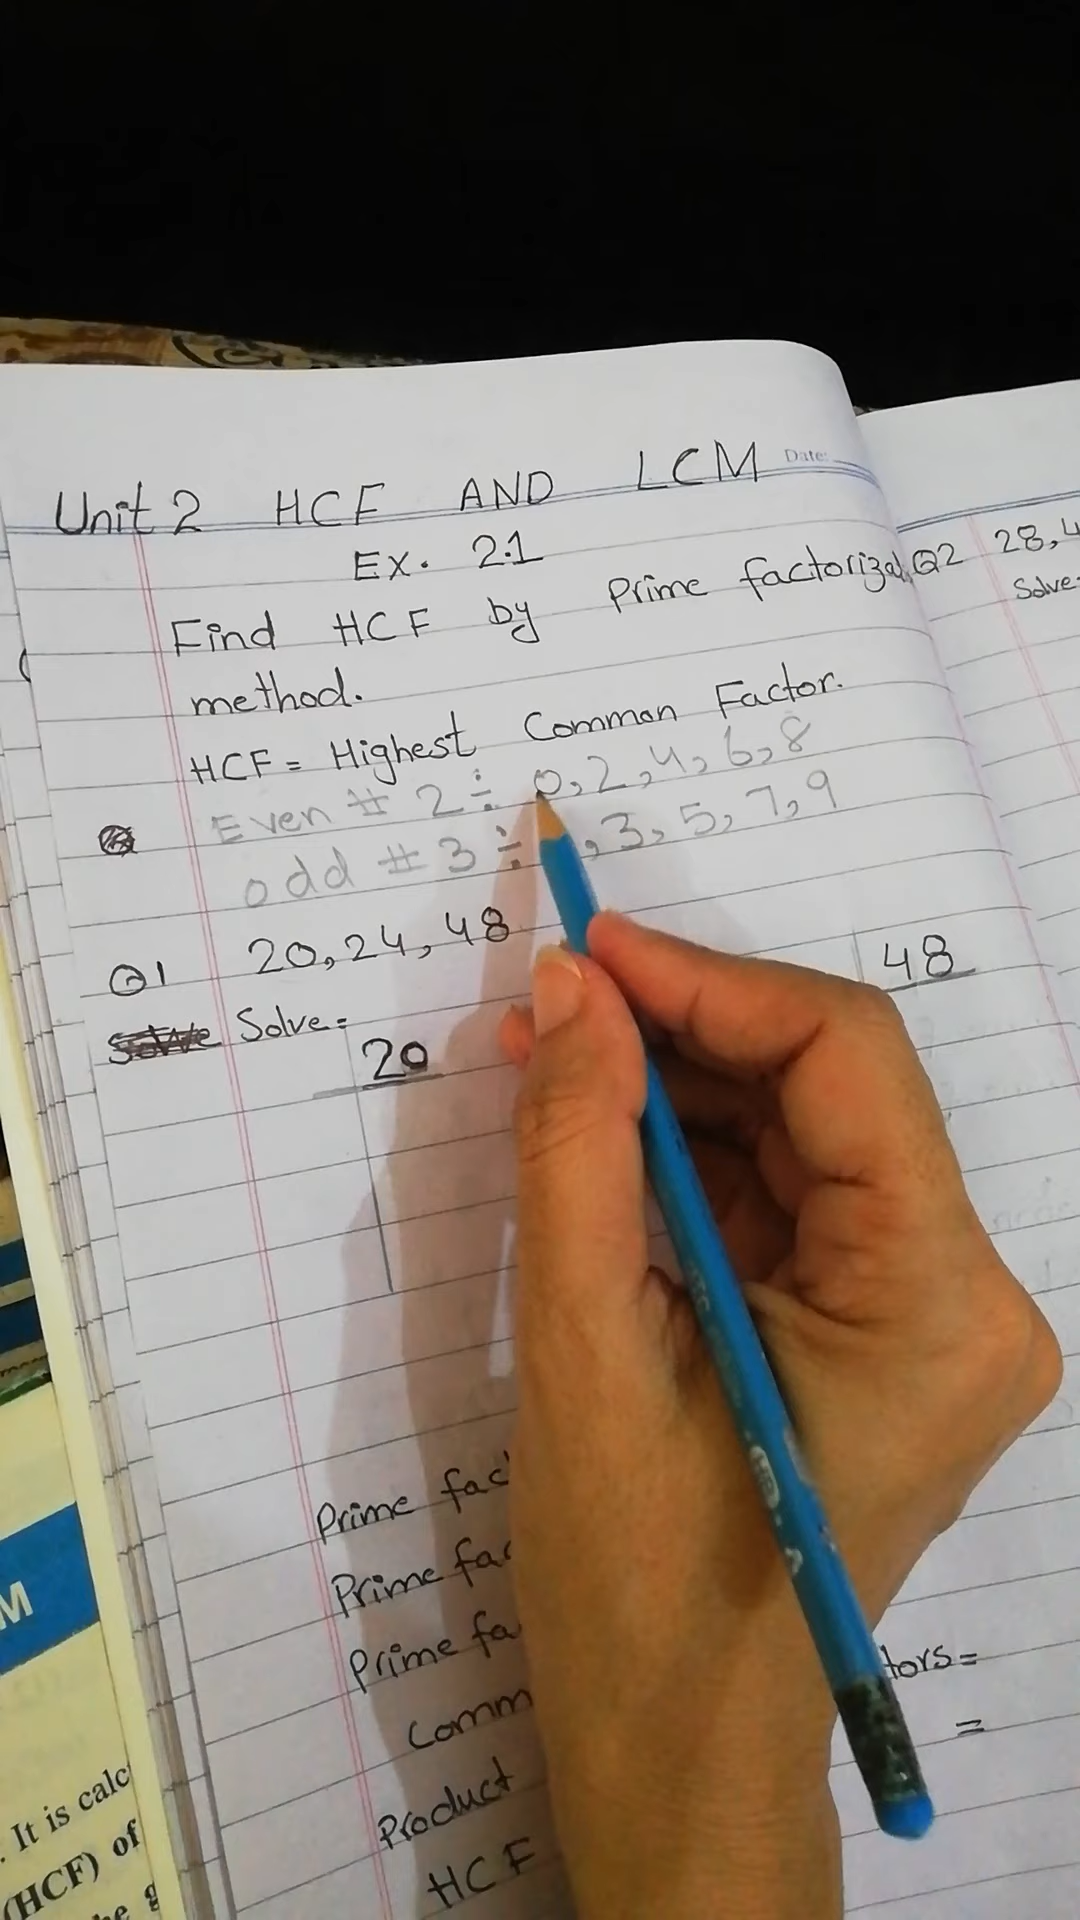 Date:
Unit 2 HCF AND LCM
Ex. 2.1
Find HCF by Prime factorizat
method.
HCF = Highest Common Factor.
Even # 2 ÷ 0, 2, 4, 6, 8
odd # 3 ÷ , 3, 5, 7, 9
Q1 20, 24, 48
Solve=
20
48
Prime fac
Prime fac
Prime fa
Comm tors=
Product =
HCF
Q2 28, 4
Solve=
M
. It is calc
(HCF) of